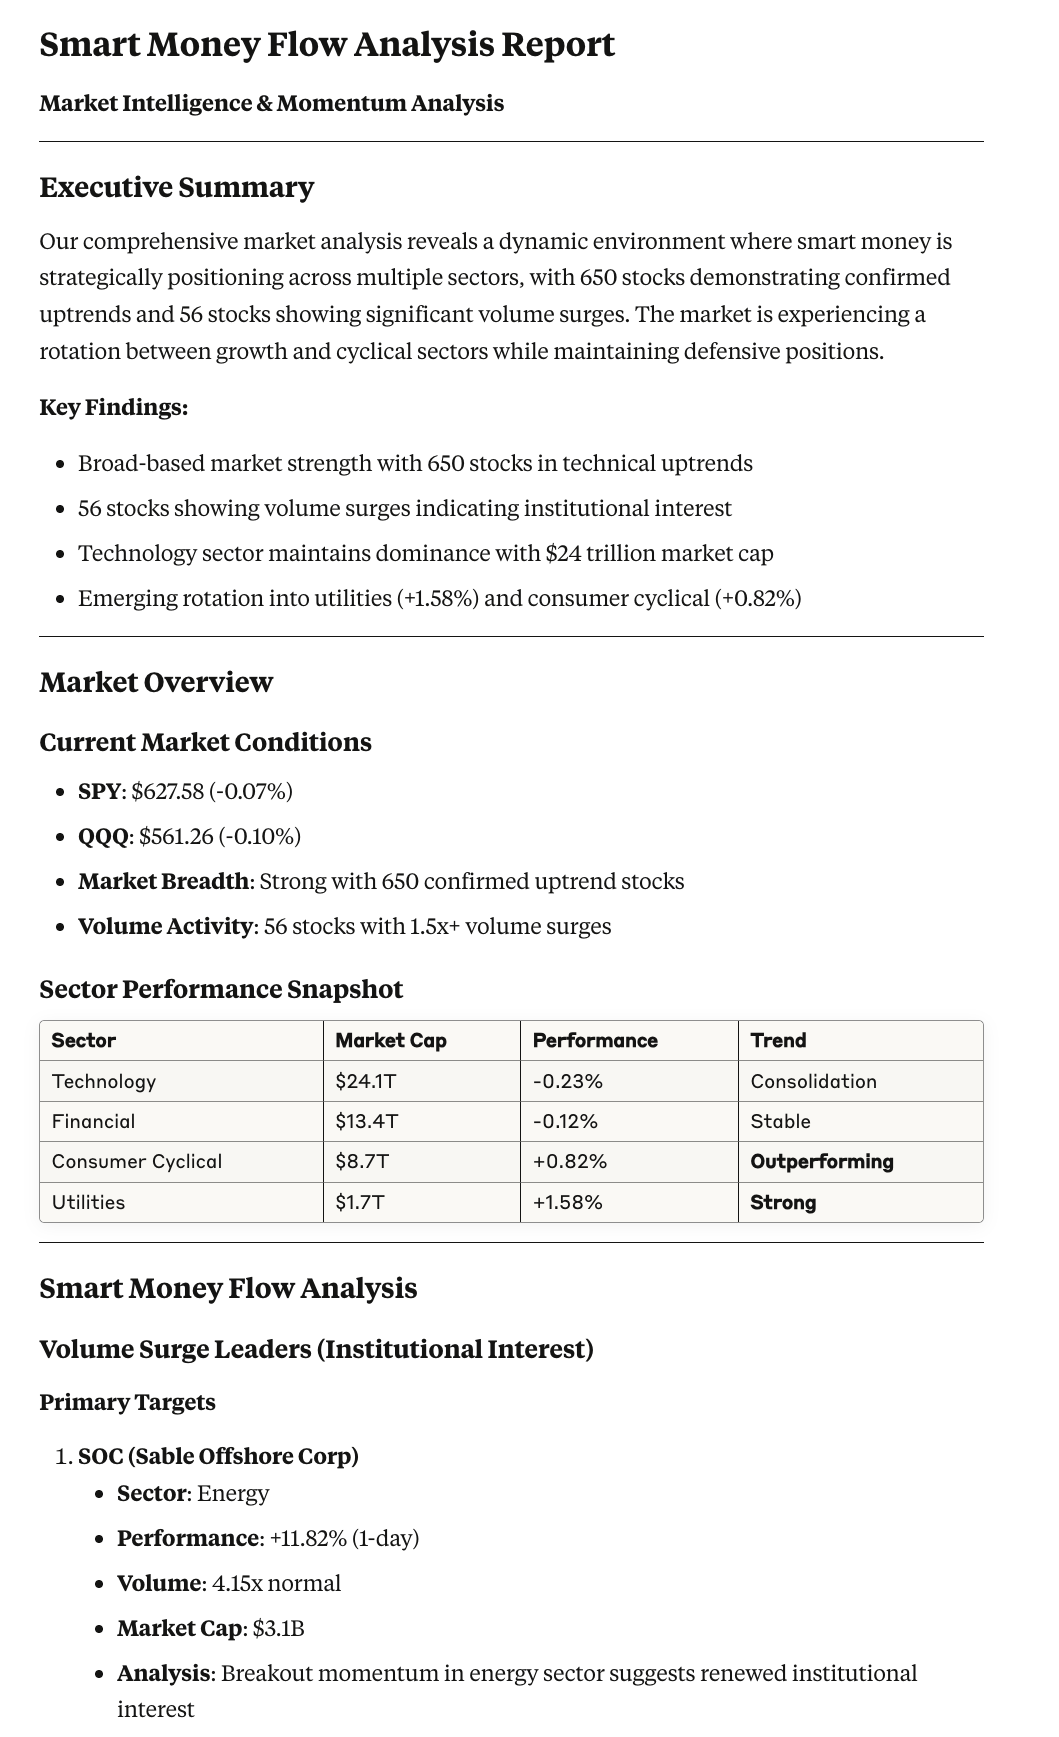 Smart Money Flow Analysis Report
Market Intelligence & Momentum Analysis
Executive Summary
Our comprehensive market analysis reveals a dynamic environment where smart money is
strategically positioning across multiple sectors, with 650 stocks demonstrating confirmed
uptrends and 56 stocks showing significant volume surges. The market is experiencing a
rotation between growth and cyclical sectors while maintaining defensive positions.
Key Findings:
• Broad-based market strength with 650 stocks in technical uptrends
• 56 stocks showing volume surges indicating institutional interest
• Technology sector maintains dominance with $24 trillion market cap
• Emerging rotation into utilities (+1.58%) and consumer cyclical (+0.82%)
Market Overview
Current Market Conditions
• SPY: $627.58 (-0.07%)
• QQQ: $561.26 (-0.10%)
• Market Breadth: Strong with 650 confirmed uptrend stocks
• Volume Activity: 56 stocks with 1.5x+ volume surges
Sector Performance Snapshot
Sector Market Cap Performance Trend
Technology $24.1T -0.23% Consolidation
Financial $13.4T -0.12% Stable
Consumer Cyclical $8.7T +0.82% Outperforming
Utilities $1.7T +1.58% Strong
Smart Money Flow Analysis
Volume Surge Leaders (Institutional Interest)
Primary Targets
1. SOC (Sable Offshore Corp)
• Sector: Energy
• Performance: +11.82% (1-day)
• Volume: 4.15x normal
• Market Cap: $3.1B
• Analysis: Breakout momentum in energy sector suggests renewed institutional
interest